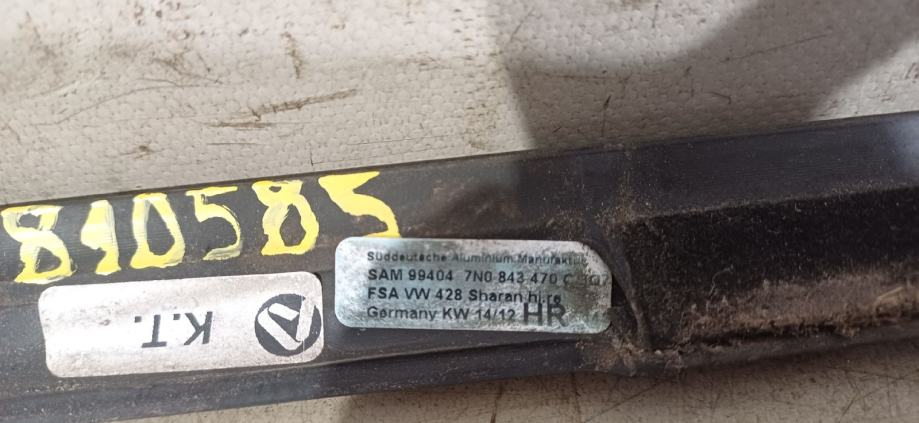 810585
Süddeutsche Aluminium Manufaktur
SAM 99404 7N0 843 470 C
FSA VW 428 Sharan hi.re
Germany KW 14/12 HR
K.T.